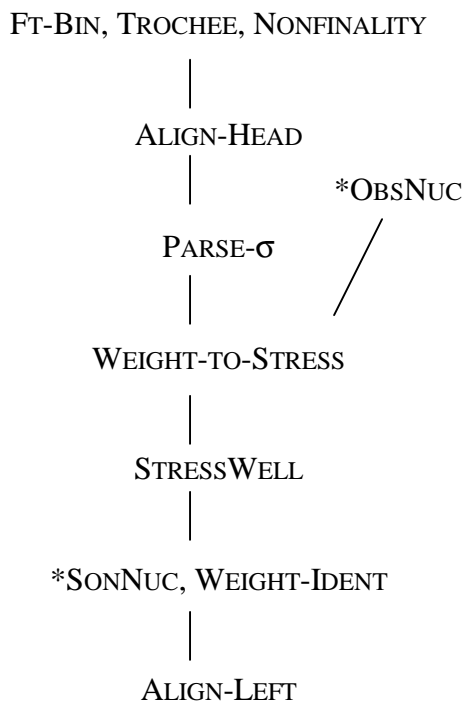 FT-BIN, TROCHEE, NONFINALITY
ALIGN-HEAD
*OBSNUC
PARSE-σ
WEIGHT-TO-STRESS
STRESSWELL
*SONNUC, WEIGHT-IDENT
ALIGN-LEFT